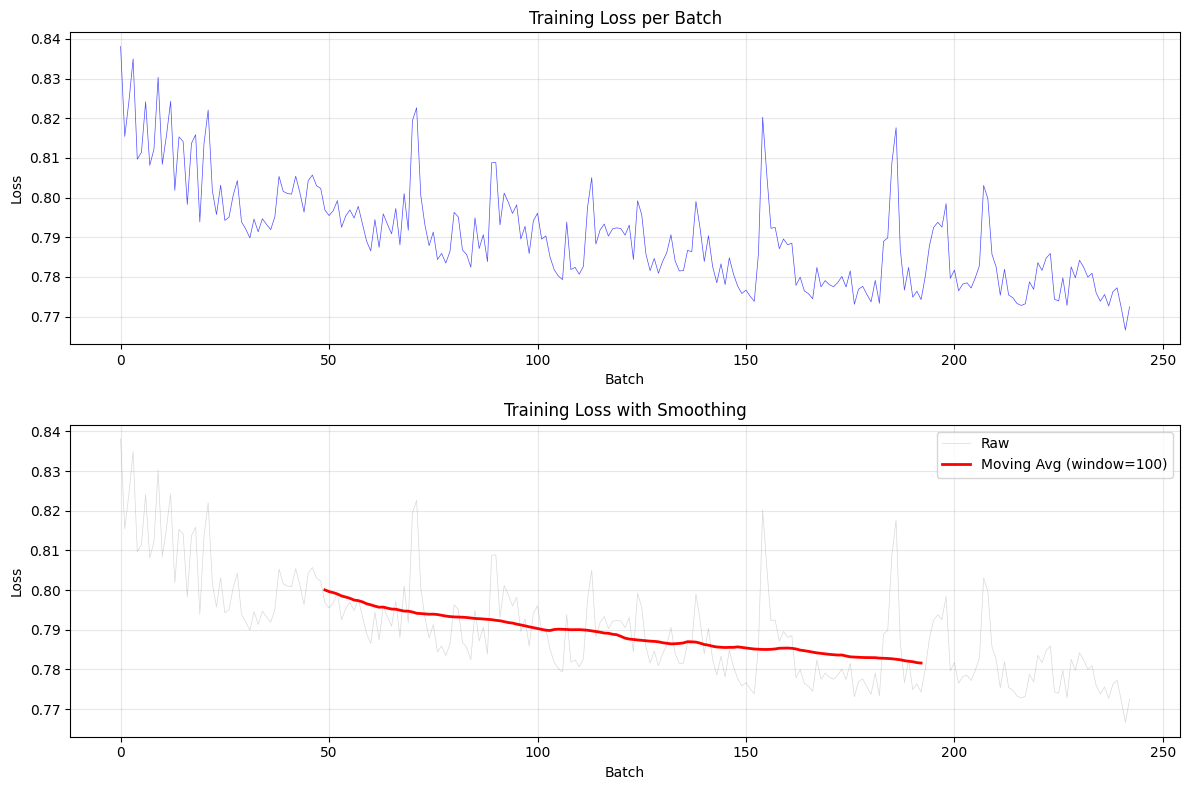 Training Loss per Batch
0.84
0.83
0.82
0.81
0.80
0.79
0.78
0.77
Loss
0 50 100 150 200 250
Batch
Training Loss with Smoothing
0.84
0.83
0.82
0.81
0.80
0.79
0.78
0.77
Loss
Raw
Moving Avg (window=100)
0 50 100 150 200 250
Batch